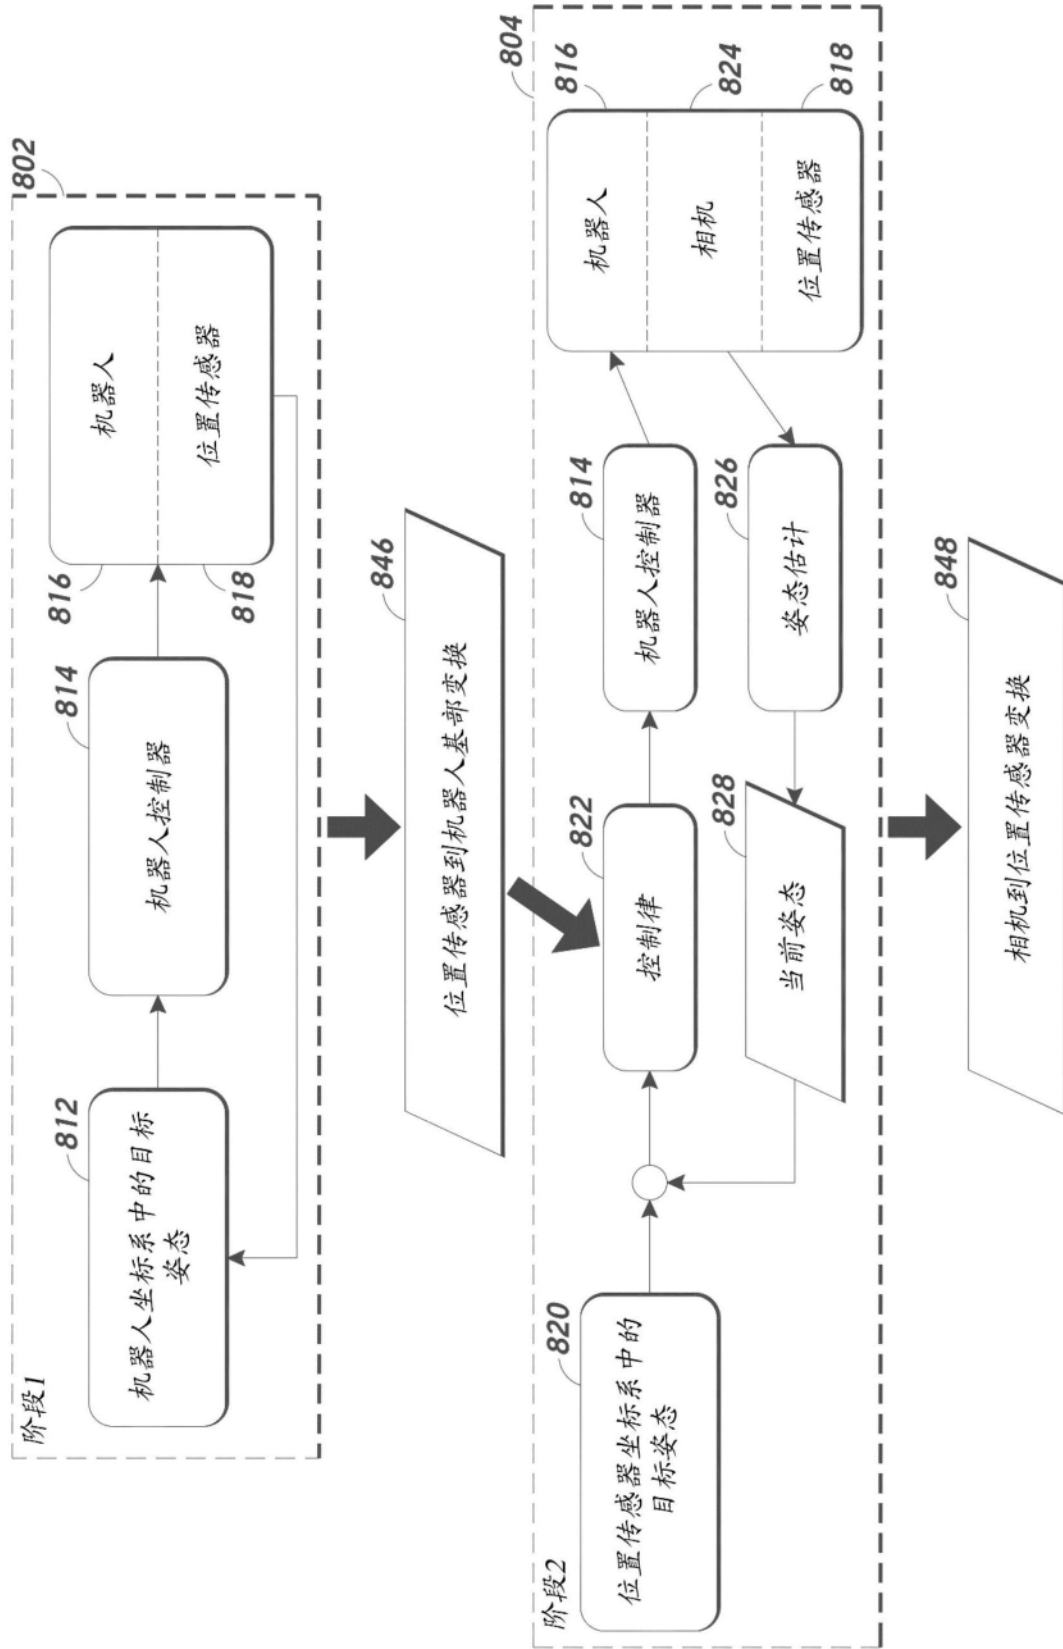 802
阶段1
812
机器人坐标系中的目标
姿态
814
机器人控制器
816
机器人
818
位置传感器
846
位置传感器到机器人基部变换
804
阶段2
820
位置传感器坐标系中的
目标姿态
822
控制律
814
机器人控制器
816
机器人
824
相机
818
位置传感器
828
当前姿态
826
姿态估计
848
相机到位置传感器变换